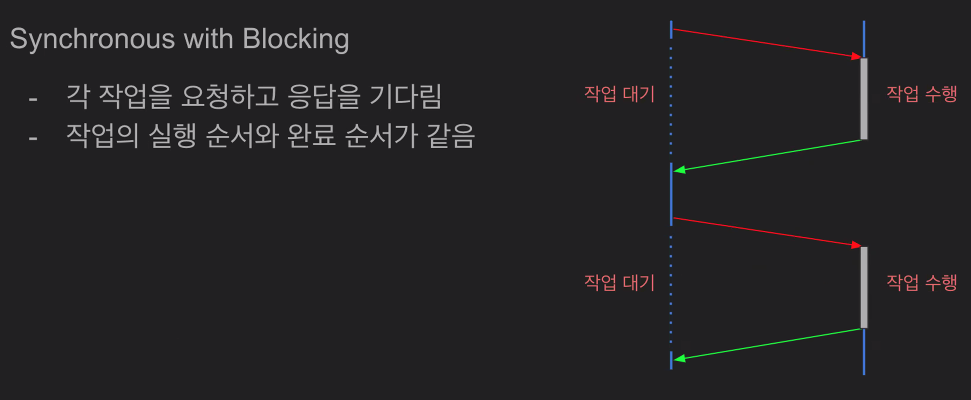 Synchronous with Blocking
- 각 작업을 요청하고 응답을 기다림
- 작업의 실행 순서와 완료 순서가 같음
작업 대기
작업 수행
작업 대기
작업 수행